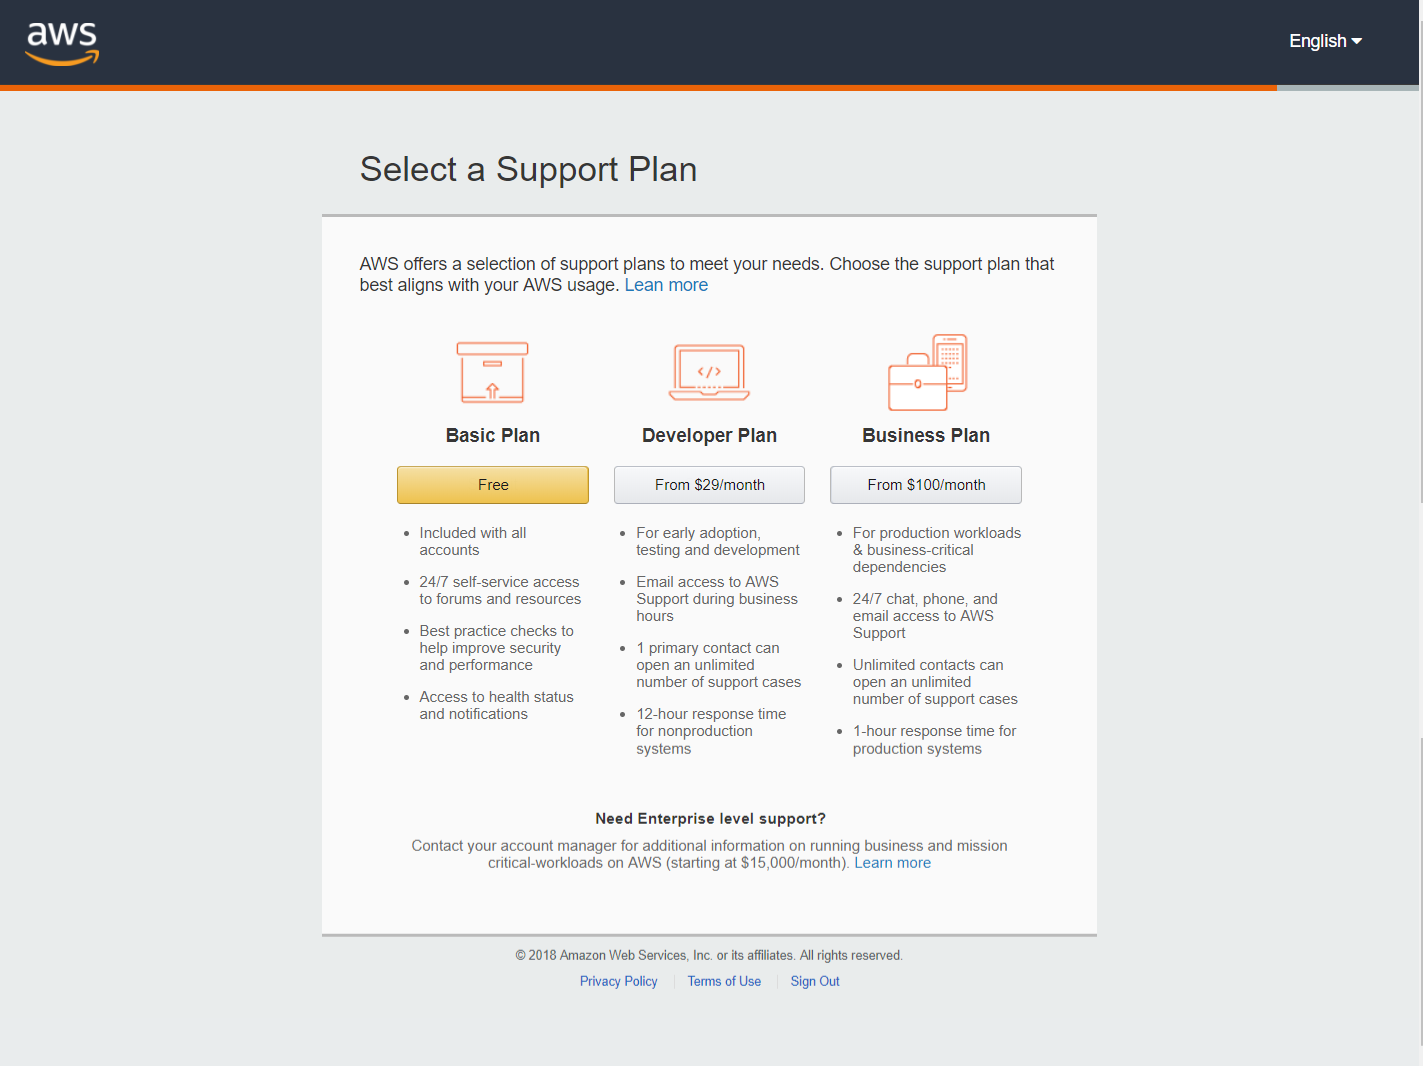 aws
English
Select a Support Plan
AWS offers a selection of support plans to meet your needs. Choose the support plan that
best aligns with your AWS usage. Lean more
</>
Basic Plan
Free
• Included with all
accounts
• 24/7 self-service access
to forums and resources
• Best practice checks to
help improve security
and performance
• Access to health status
and notifications
Developer Plan
From $29/month
• For early adoption,
testing and development
• Email access to AWS
Support during business
hours
• 1 primary contact can
open an unlimited
number of support cases
• 12-hour response time
for nonproduction
systems
Business Plan
From $100/month
• For production workloads
& business-critical
dependencies
• 24/7 chat, phone, and
email access to AWS
Support
• Unlimited contacts can
open an unlimited
number of support cases
• 1-hour response time for
production systems
Need Enterprise level support?
Contact your account manager for additional information on running business and mission
critical-workloads on AWS (starting at $15,000/month). Learn more
© 2018 Amazon Web Services, Inc. or its affiliates. All rights reserved.
Privacy Policy | Terms of Use | Sign Out